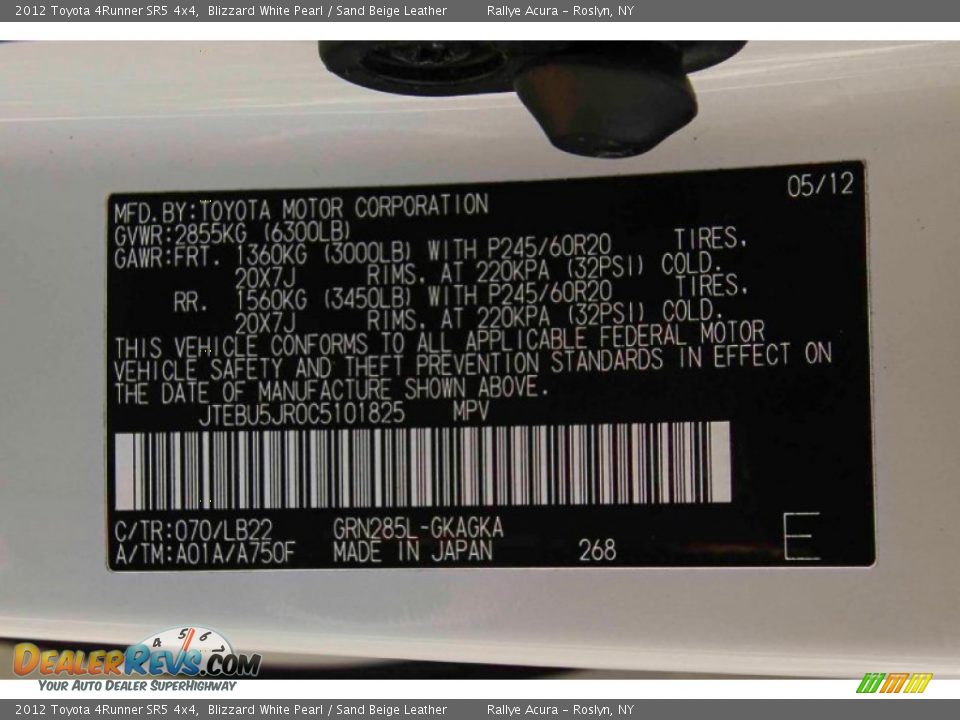 2012 Toyota 4Runner SR5 4x4, Blizzard White Pearl / Sand Beige Leather Rallye Acura - Roslyn, NY
05/12
MFD.BY:TOYOTA MOTOR CORPORATION
GVWR:2855KG (6300LB)
GAWR:FRT. 1360KG (3000LB) WITH P245/60R20 TIRES,
20X7J RIMS, AT 220KPA (32PSI) COLD.
RR. 1560KG (3450LB) WITH P245/60R20 TIRES,
20X7J RIMS, AT 220KPA (32PSI) COLD.
THIS VEHICLE CONFORMS TO ALL APPLICABLE FEDERAL MOTOR
VEHICLE SAFETY AND THEFT PREVENTION STANDARDS IN EFFECT ON
THE DATE OF MANUFACTURE SHOWN ABOVE.
JTEBU5JR0C5101825 MPV
C/TR:070/LB22 GRN285L-GKAGKA
A/TM:A01A/A750F MADE IN JAPAN 268
E
4 5 6 7
DEALERREVS.COM
YOUR AUTO DEALER SUPERHIGHWAY
2012 Toyota 4Runner SR5 4x4, Blizzard White Pearl / Sand Beige Leather Rallye Acura - Roslyn, NY